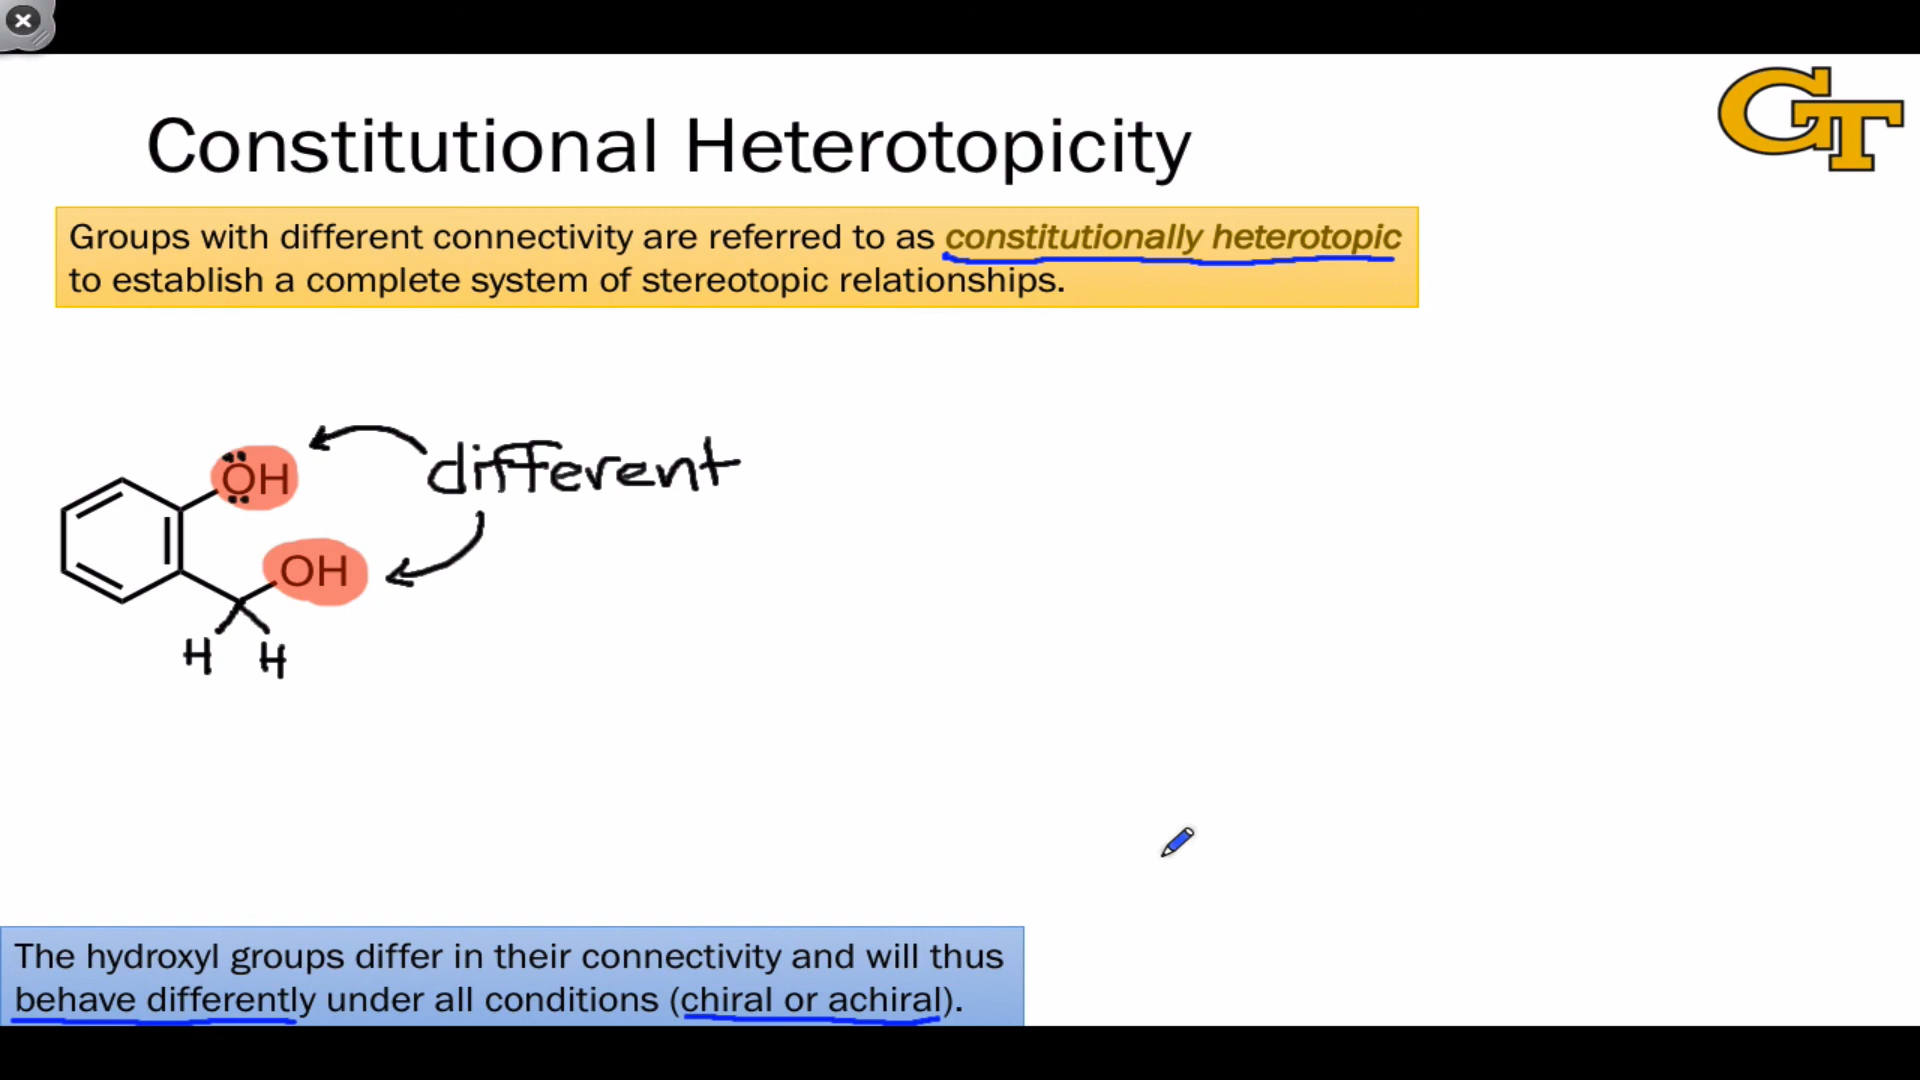 GT
Constitutional Heterotopicity
Groups with different connectivity are referred to as constitutionally heterotopic
to establish a complete system of stereotopic relationships.
OH
different
OH
H H
The hydroxyl groups differ in their connectivity and will thus
behave differently under all conditions (chiral or achiral).